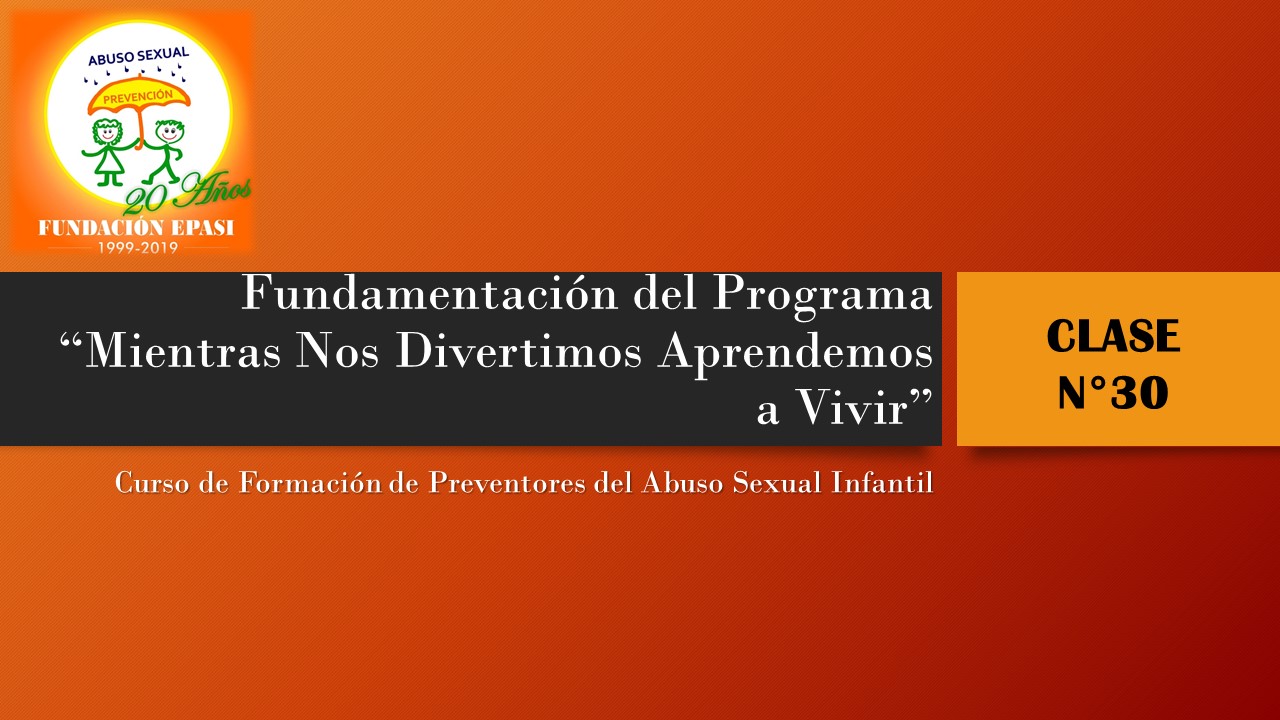 ABUSO SEXUAL
PREVENCIÓN
20 Años
FUNDACIÓN EPASI
1999-2019
Fundamentación del Programa
“Mientras Nos Divertimos Aprendemos
a Vivir”
CLASE
N°30
Curso de Formación de Preventores del Abuso Sexual Infantil